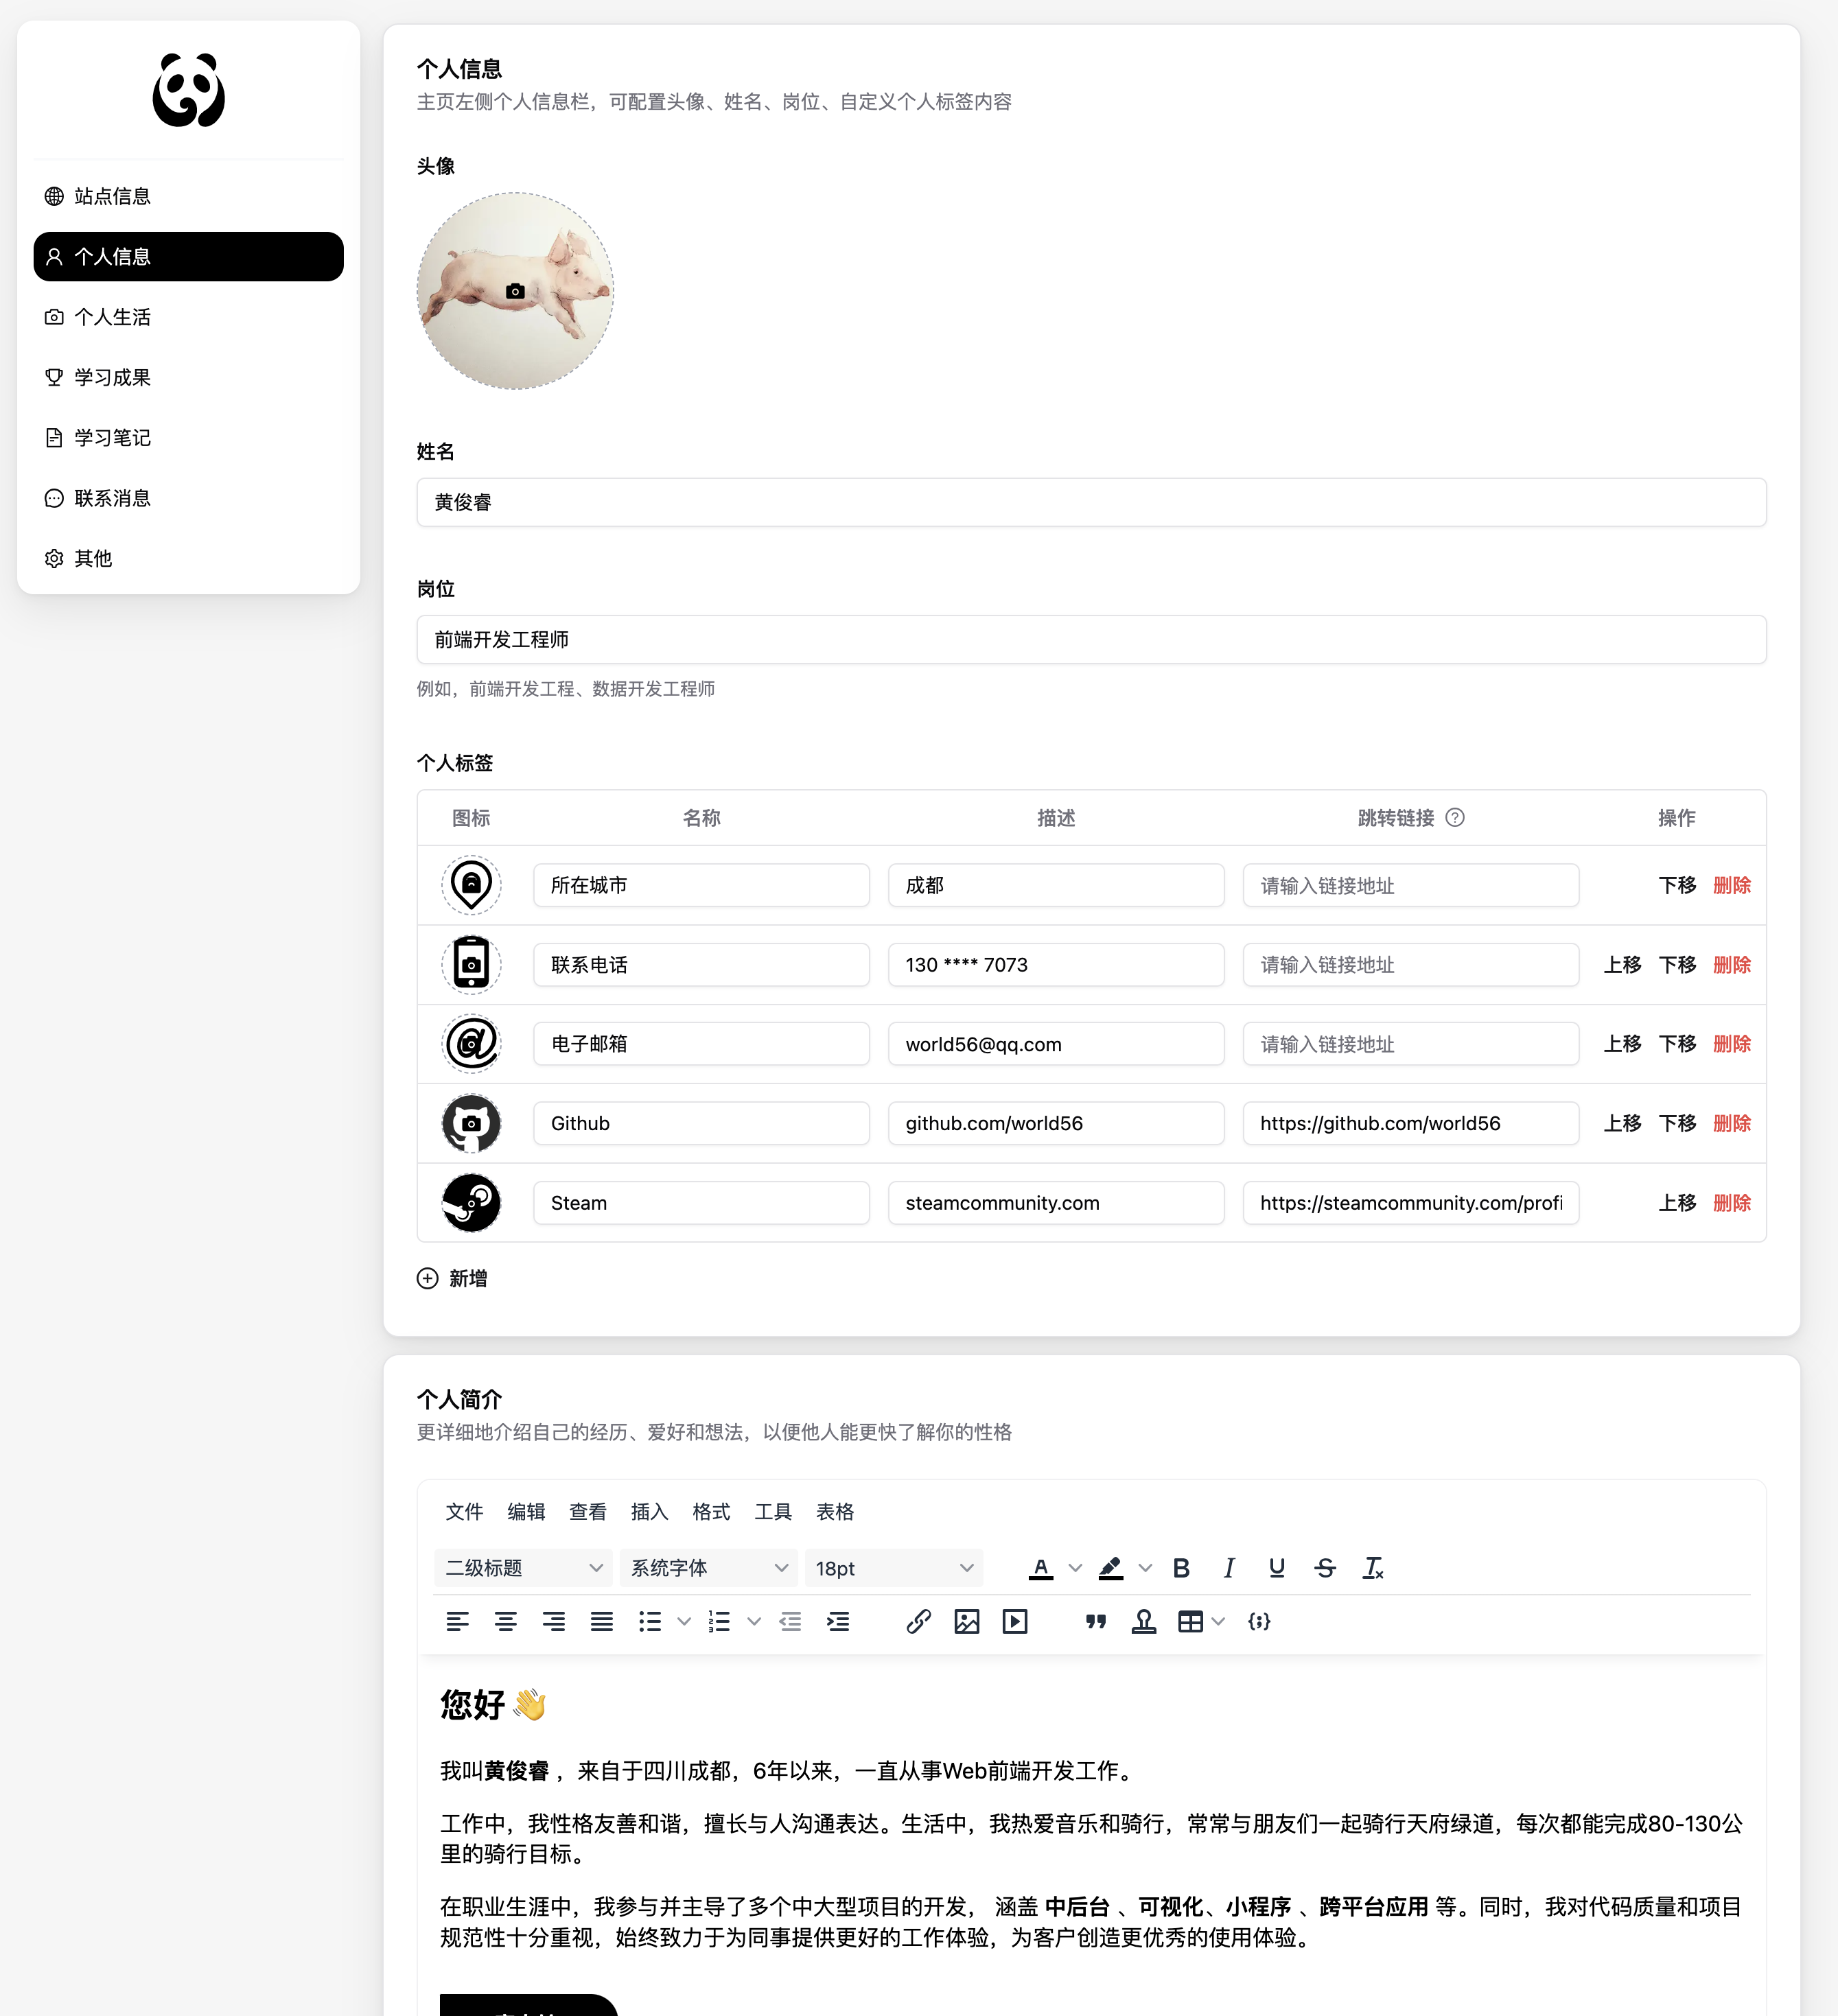 站点信息
个人信息
个人生活
学习成果
学习笔记
联系消息
其他
个人信息
主页左侧个人信息栏，可配置头像、姓名、岗位、自定义个人标签内容
头像
姓名
黄俊睿
岗位
前端开发工程师
例如，前端开发工程、数据开发工程师
个人标签
图标 名称 描述 跳转链接 操作
所在城市 成都 请输入链接地址 下移 删除
联系电话 130 **** 7073 请输入链接地址 上移 下移 删除
电子邮箱 world56@qq.com 请输入链接地址 上移 下移 删除
Github github.com/world56 https://github.com/world56 上移 下移 删除
Steam steamcommunity.com https://steamcommunity.com/profi 上移 删除
新增
个人简介
更详细地介绍自己的经历、爱好和想法，以便他人能更快了解你的性格
文件 编辑 查看 插入 格式 工具 表格
二级标题 系统字体 18pt
您好👋
我叫黄俊睿 ，来自于四川成都，6年以来，一直从事Web前端开发工作。
工作中，我性格友善和谐，擅长与人沟通表达。生活中，我热爱音乐和骑行，常常与朋友们一起骑行天府绿道，每次都能完成80-130公
里的骑行目标。
在职业生涯中，我参与并主导了多个中大型项目的开发， 涵盖 中后台 、可视化、小程序 、跨平台应用 等。同时，我对代码质量和项目
规范性十分重视，始终致力于为同事提供更好的工作体验，为客户创造更优秀的使用体验。